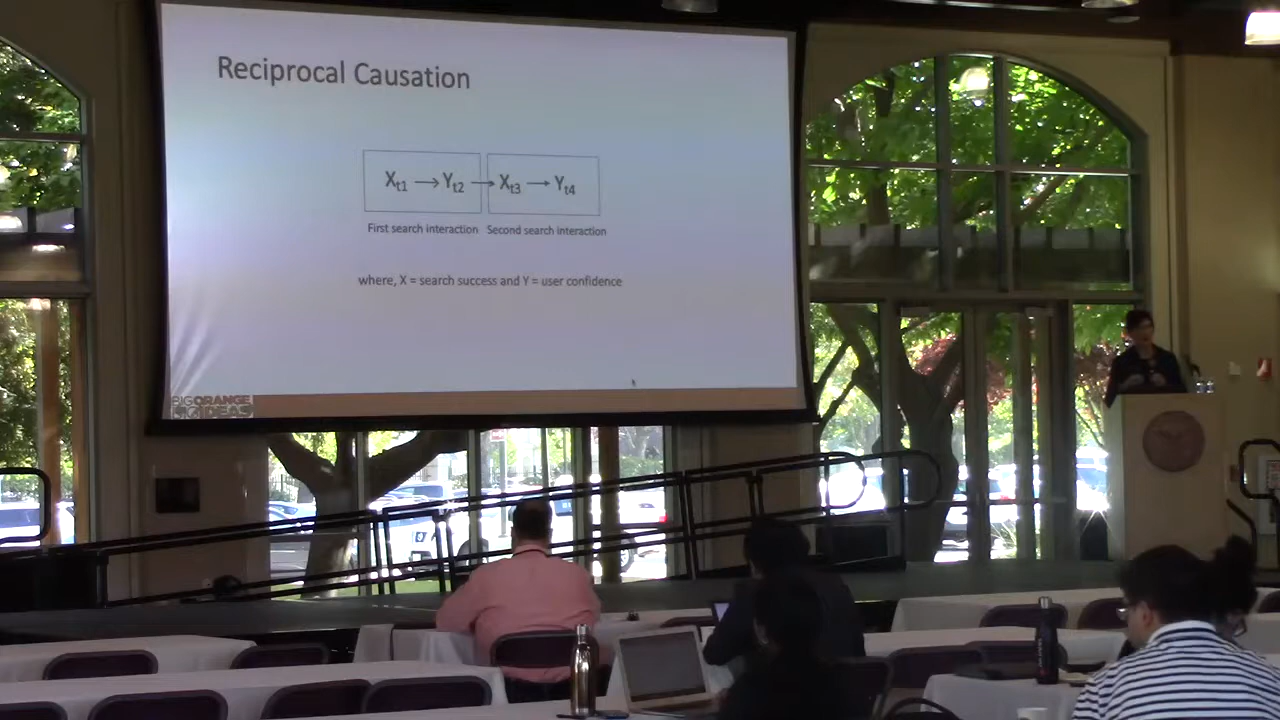 Reciprocal Causation
Xt1 → Yt2 → Xt3 → Yt4
First search interaction Second search interaction
where, X = search success and Y = user confidence
BIG ORANGE
BIG IDEAS